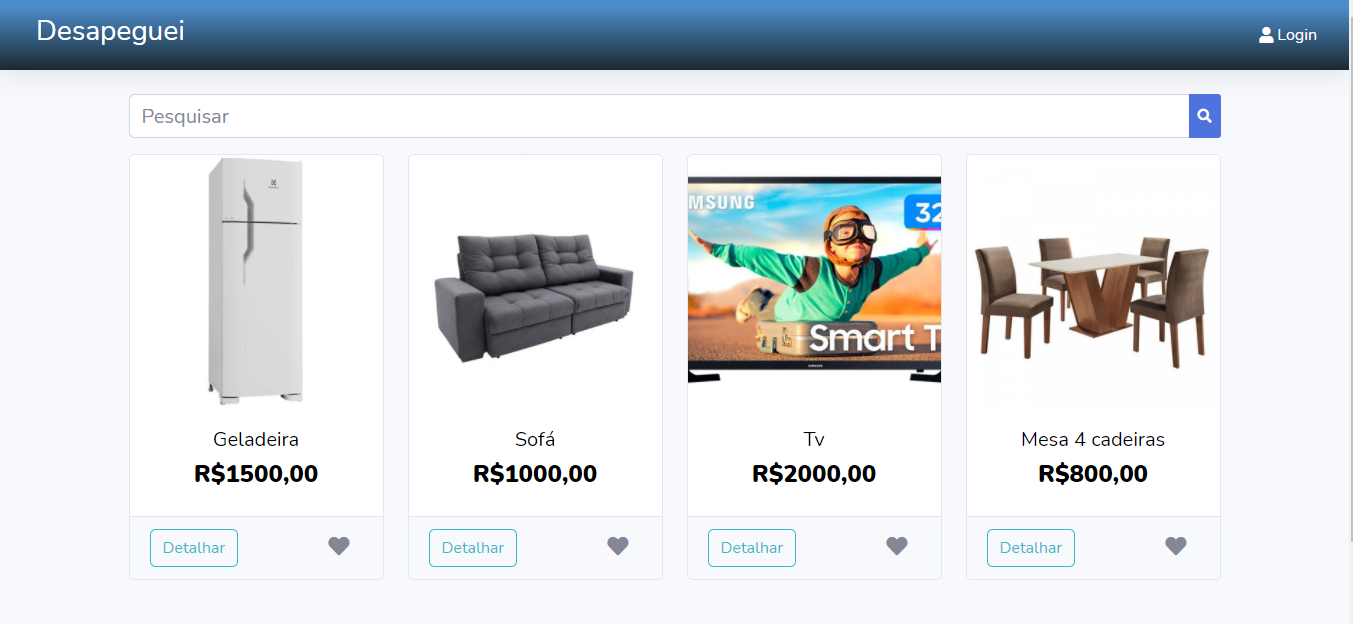 Desapeguei
Login
Pesquisar
MSUNG
32
Smart T
SAMSUNG
Geladeira
R$1500,00
Sofá
R$1000,00
Tv
R$2000,00
Mesa 4 cadeiras
R$800,00
Detalhar
Detalhar
Detalhar
Detalhar